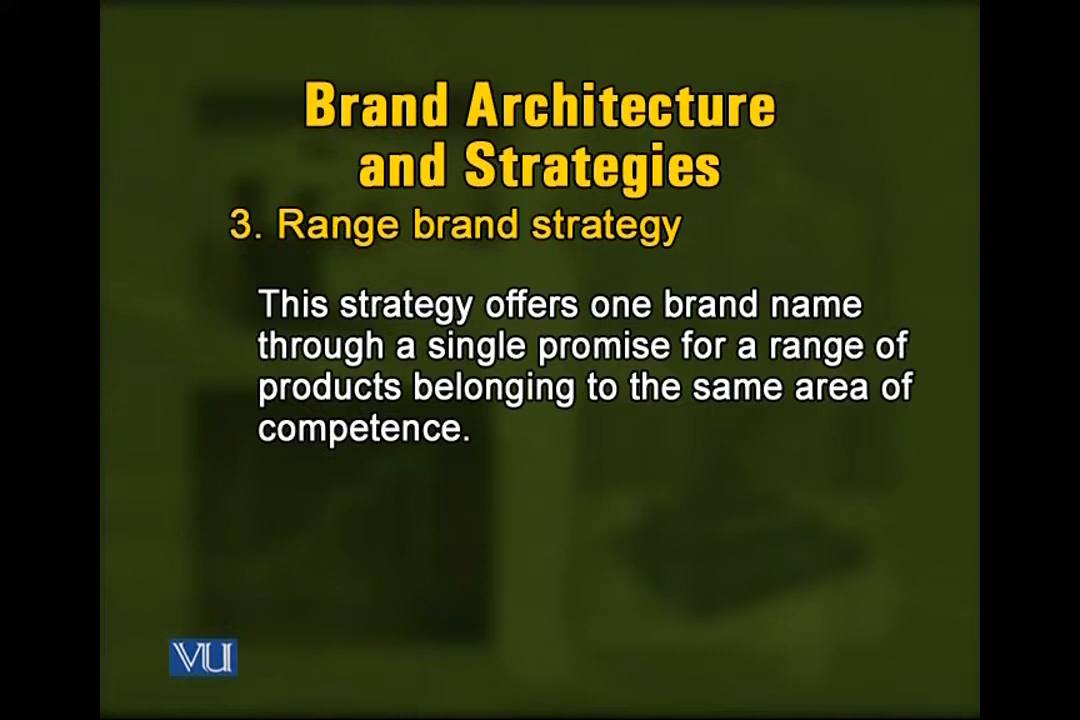 Brand Architecture
and Strategies
3. Range brand strategy
This strategy offers one brand name
through a single promise for a range of
products belonging to the same area of
competence.
VU